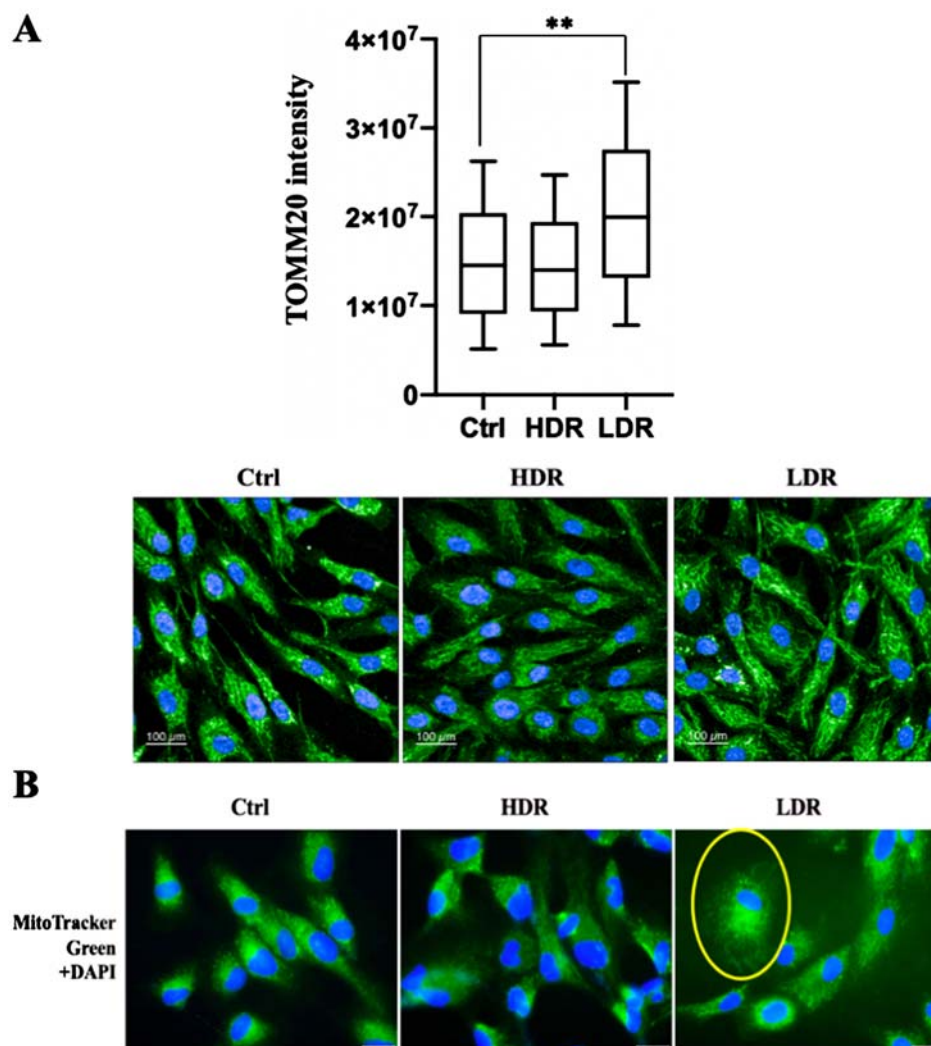 A
**
4×10⁷
3×10⁷
2×10⁷
1×10⁷
0
TOMM20 intensity
Ctrl HDR LDR
Ctrl HDR LDR
100 µm 100 µm 100 µm
B
Ctrl HDR LDR
MitoTracker
Green
+DAPI